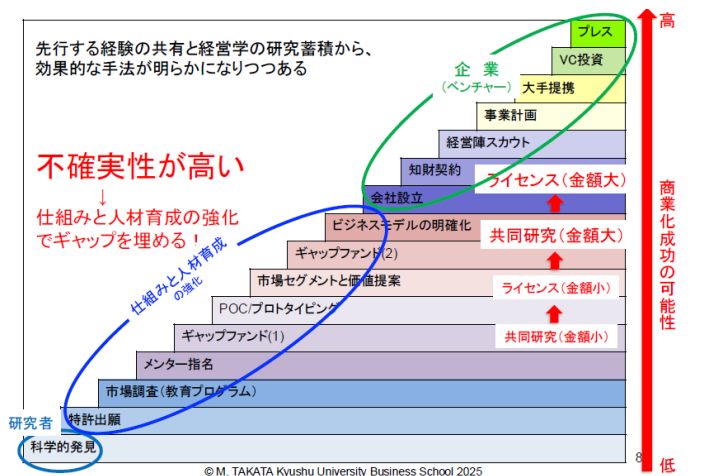 先行する経験の共有と経営学の研究蓄積から、
効果的な手法が明らかになりつつある
不確実性が高い
↓
仕組みと人材育成の強化
でギャップを埋める！
高
プレス
VC投資
企 業
(ベンチャー)
大手提携
事業計画
経営陣スカウト
知財契約
ライセンス(金額大)
会社設立
ビジネスモデルの明確化
共同研究(金額大)
ギャップファンド(2)
仕組みと人材育成
の強化
市場セグメントと価値提案
ライセンス(金額小)
POC/プロトタイピング
共同研究(金額小)
ギャップファンド(1)
メンター指名
市場調査(教育プログラム)
研究者
特許出願
科学的発見
商業化成功の可能性
8
低
© M. TAKATA Kyushu University Business School 2025